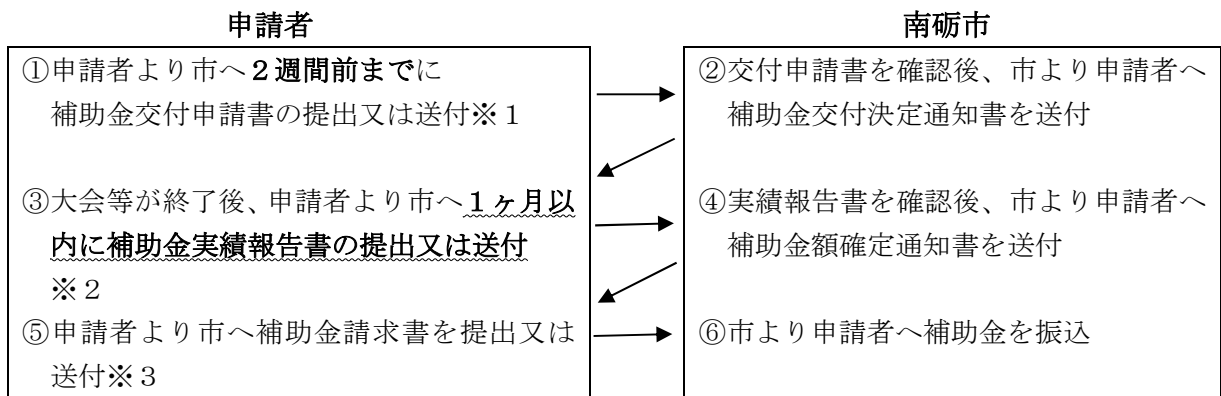 申請者
①申請者より市へ２週間前までに
補助金交付申請書の提出又は送付※１
③大会等が終了後、申請者より市へ１ヶ月以
内に補助金実績報告書の提出又は送付
※２
⑤申請者より市へ補助金請求書を提出又は
送付※３
南砺市
②交付申請書を確認後、市より申請者へ
補助金交付決定通知書を送付
④実績報告書を確認後、市より申請者へ
補助金額確定通知書を送付
⑥市より申請者へ補助金を振込